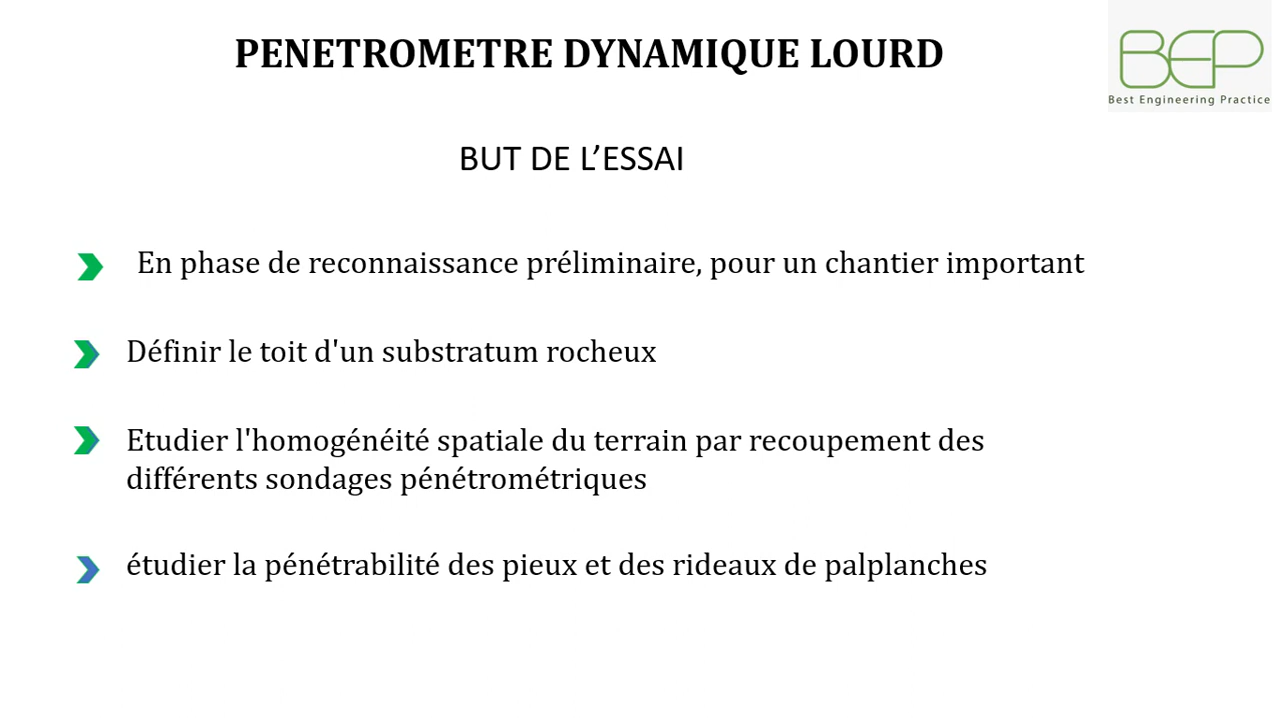 PENETROMETRE DYNAMIQUE LOURD
BEP
Best Engineering Practice
BUT DE L’ESSAI
En phase de reconnaissance préliminaire, pour un chantier important
Définir le toit d'un substratum rocheux
Etudier l'homogénéité spatiale du terrain par recoupement des
différents sondages pénétrométriques
étudier la pénétrabilité des pieux et des rideaux de palplanches